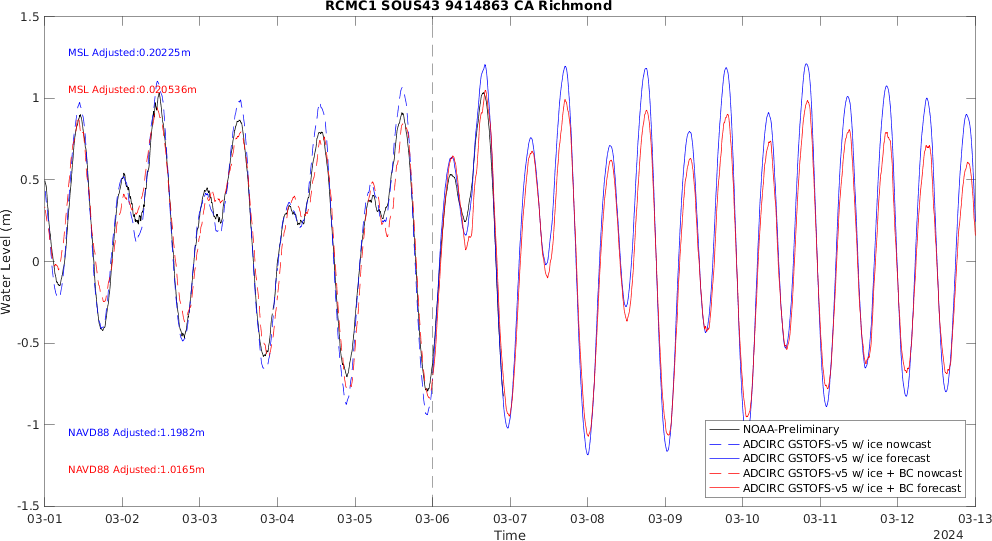 RCMC1 SOUS43 9414863 CA Richmond
1.5
1
0.5
0
-0.5
-1
-1.5
Water Level (m)
MSL Adjusted:0.20225m
MSL Adjusted:0.020536m
NAVD88 Adjusted:1.1982m
NAVD88 Adjusted:1.0165m
NOAA-Preliminary
ADCIRC GSTOFS-v5 w/ ice nowcast
ADCIRC GSTOFS-v5 w/ ice forecast
ADCIRC GSTOFS-v5 w/ ice + BC nowcast
ADCIRC GSTOFS-v5 w/ ice + BC forecast
03-01 03-02 03-03 03-04 03-05 03-06 03-07 03-08 03-09 03-10 03-11 03-12 03-13
Time
2024